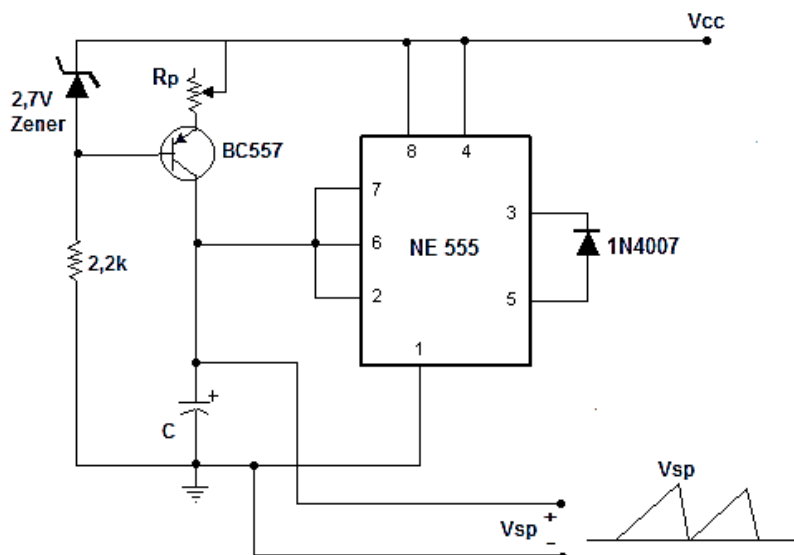 Vcc
Rp
2,7V
Zener
BC557
8
4
7
3
6
NE 555
1N4007
2,2k
2
5
1
+
C
Vsp
Vsp
+
–